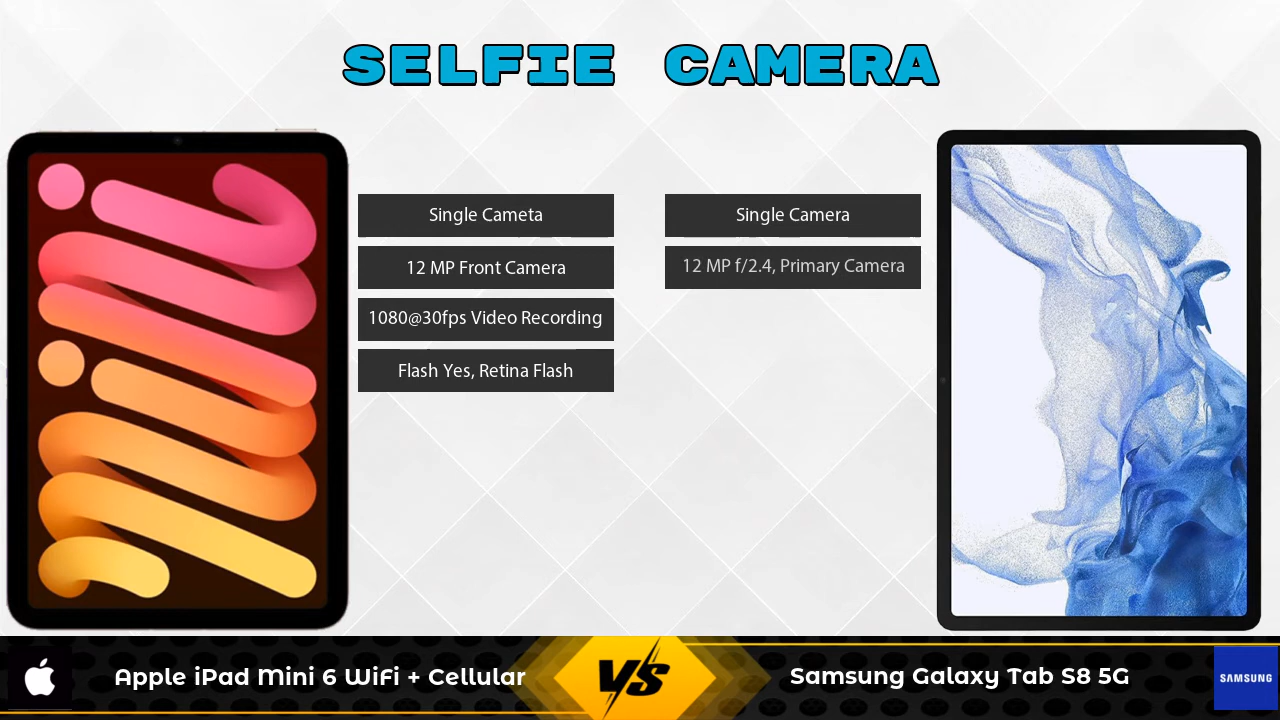 SELFIE CAMERA
Single Cameta
12 MP Front Camera
1080@30fps Video Recording
Flash Yes, Retina Flash
Single Camera
12 MP f/2.4, Primary Camera
Apple iPad Mini 6 WiFi + Cellular
VS
Samsung Galaxy Tab S8 5G
SAMSUNG